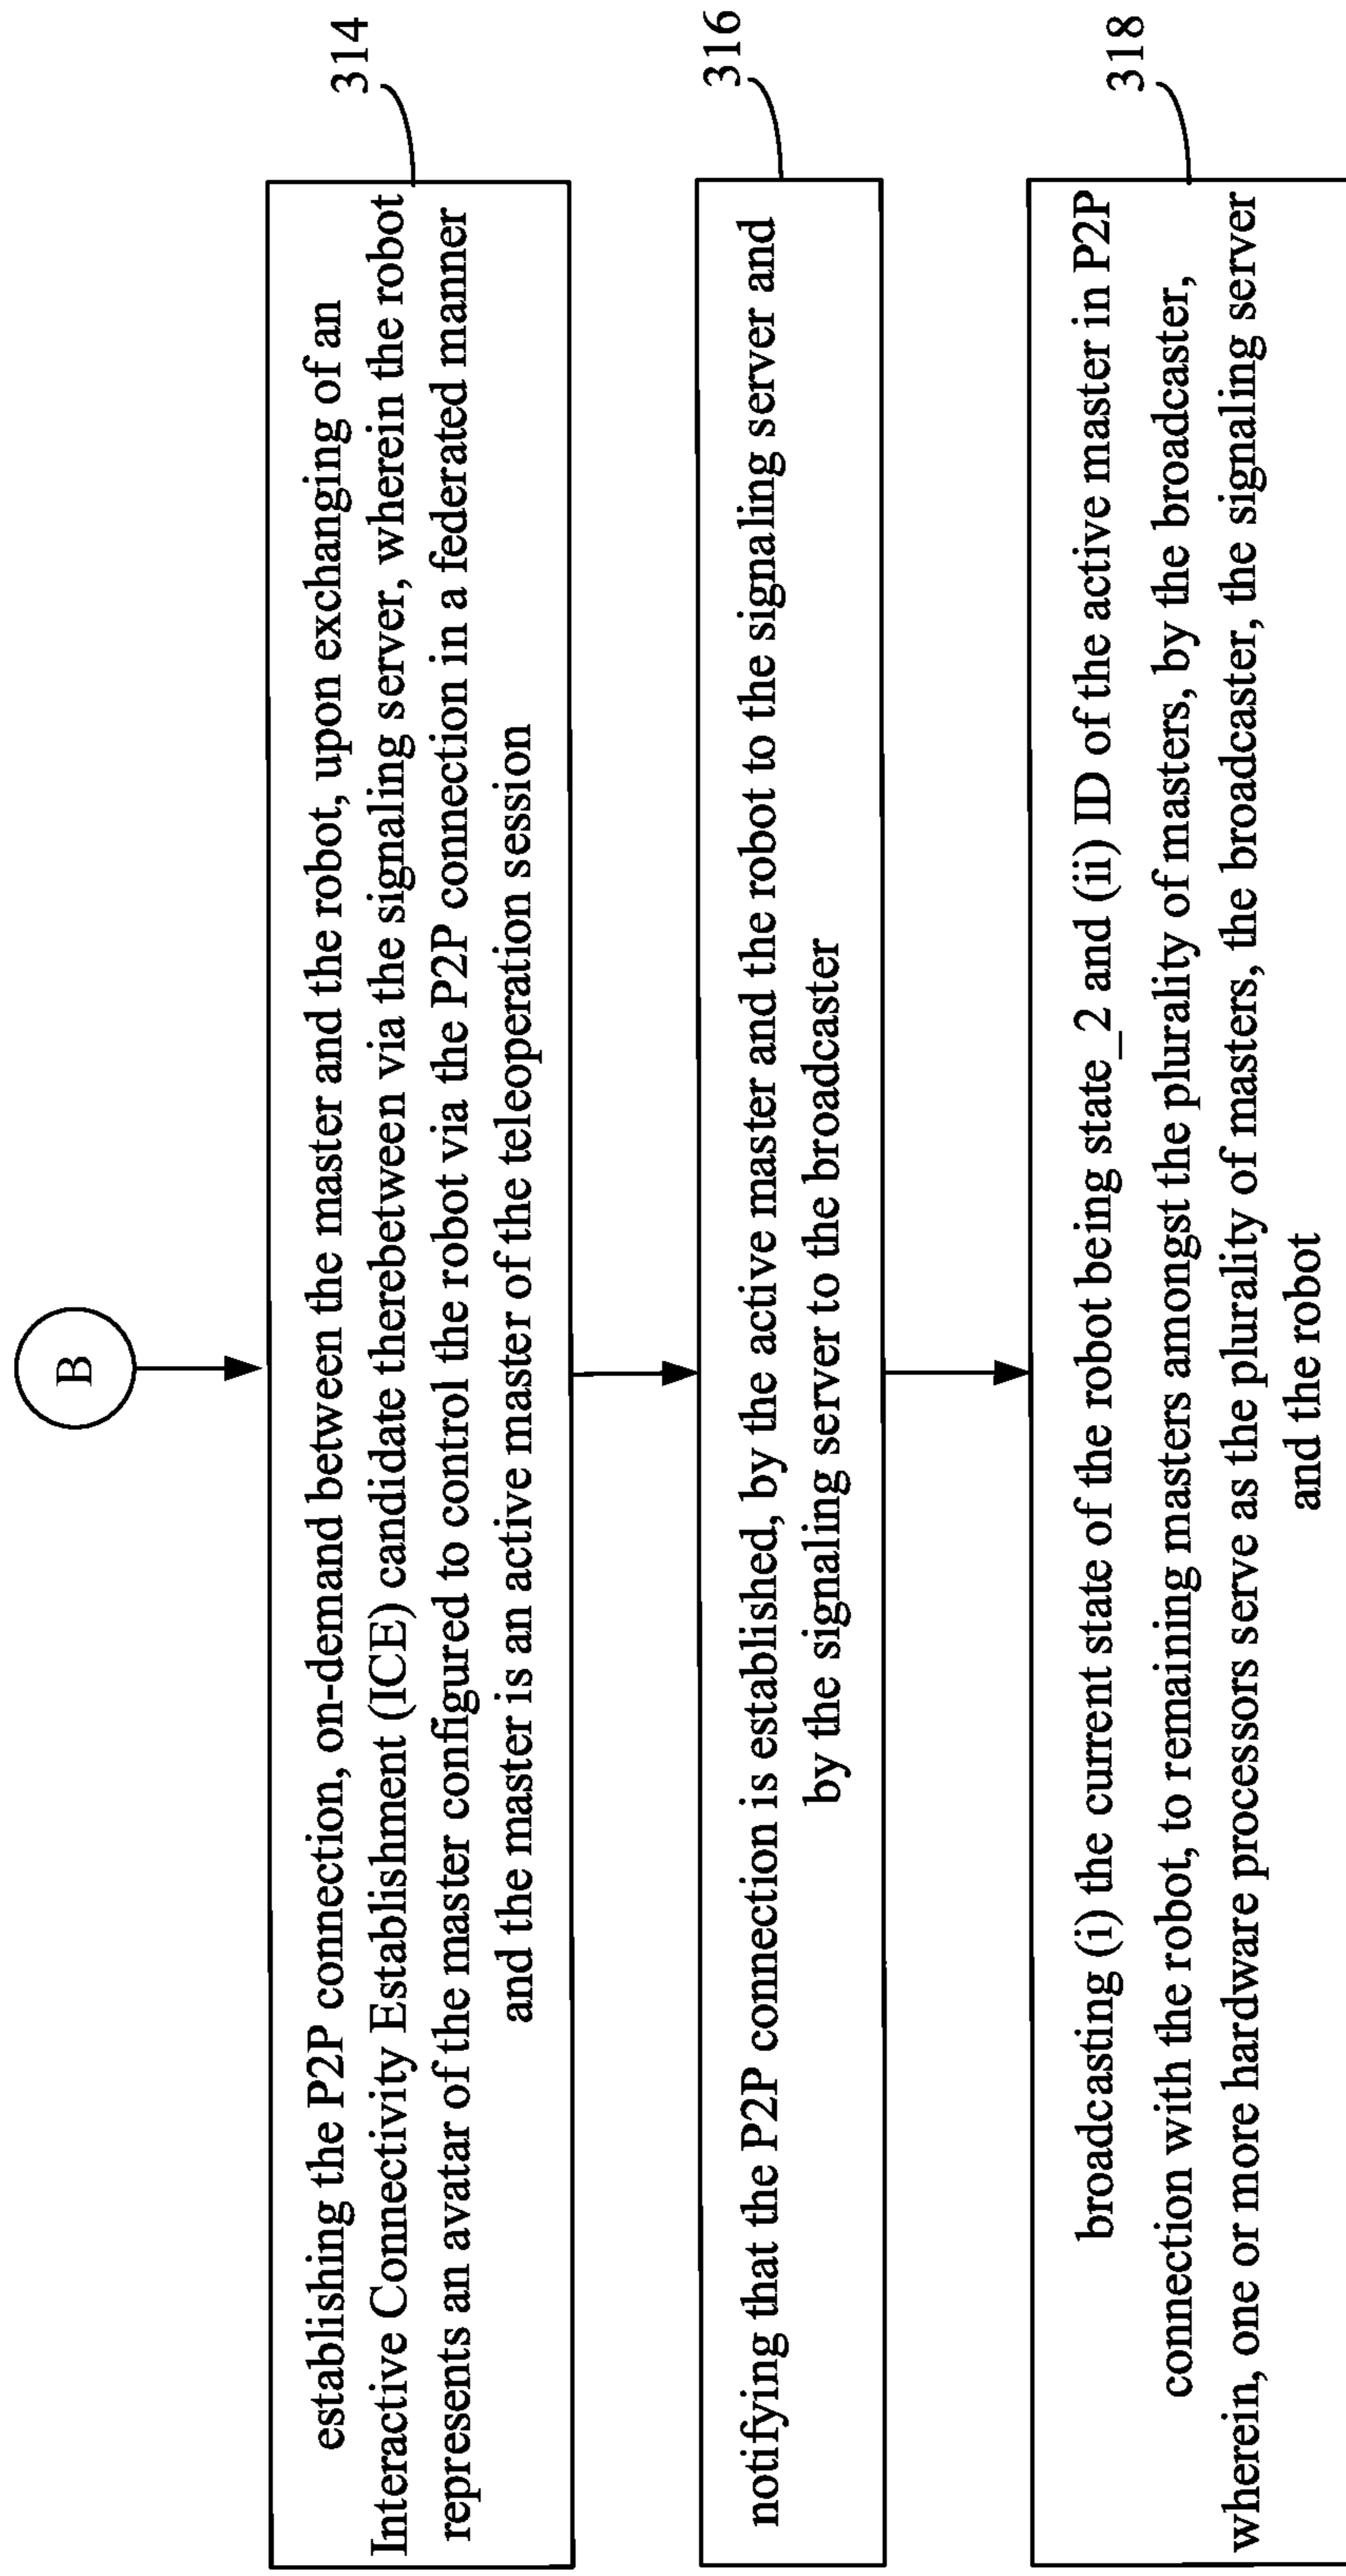 B
314
establishing the P2P connection, on-demand between the master and the robot, upon exchanging of an
Interactive Connectivity Establishment (ICE) candidate therebetween via the signaling server, wherein the robot
represents an avatar of the master configured to control the robot via the P2P connection in a federated manner
and the master is an active master of the teleoperation session
316
notifying that the P2P connection is established, by the active master and the robot to the signaling server and
by the signaling server to the broadcaster
318
broadcasting (i) the current state of the robot being state_2 and (ii) ID of the active master in P2P
connection with the robot, to remaining masters amongst the plurality of masters, by the broadcaster,
wherein, one or more hardware processors serve as the plurality of masters, the broadcaster, the signaling server
and the robot